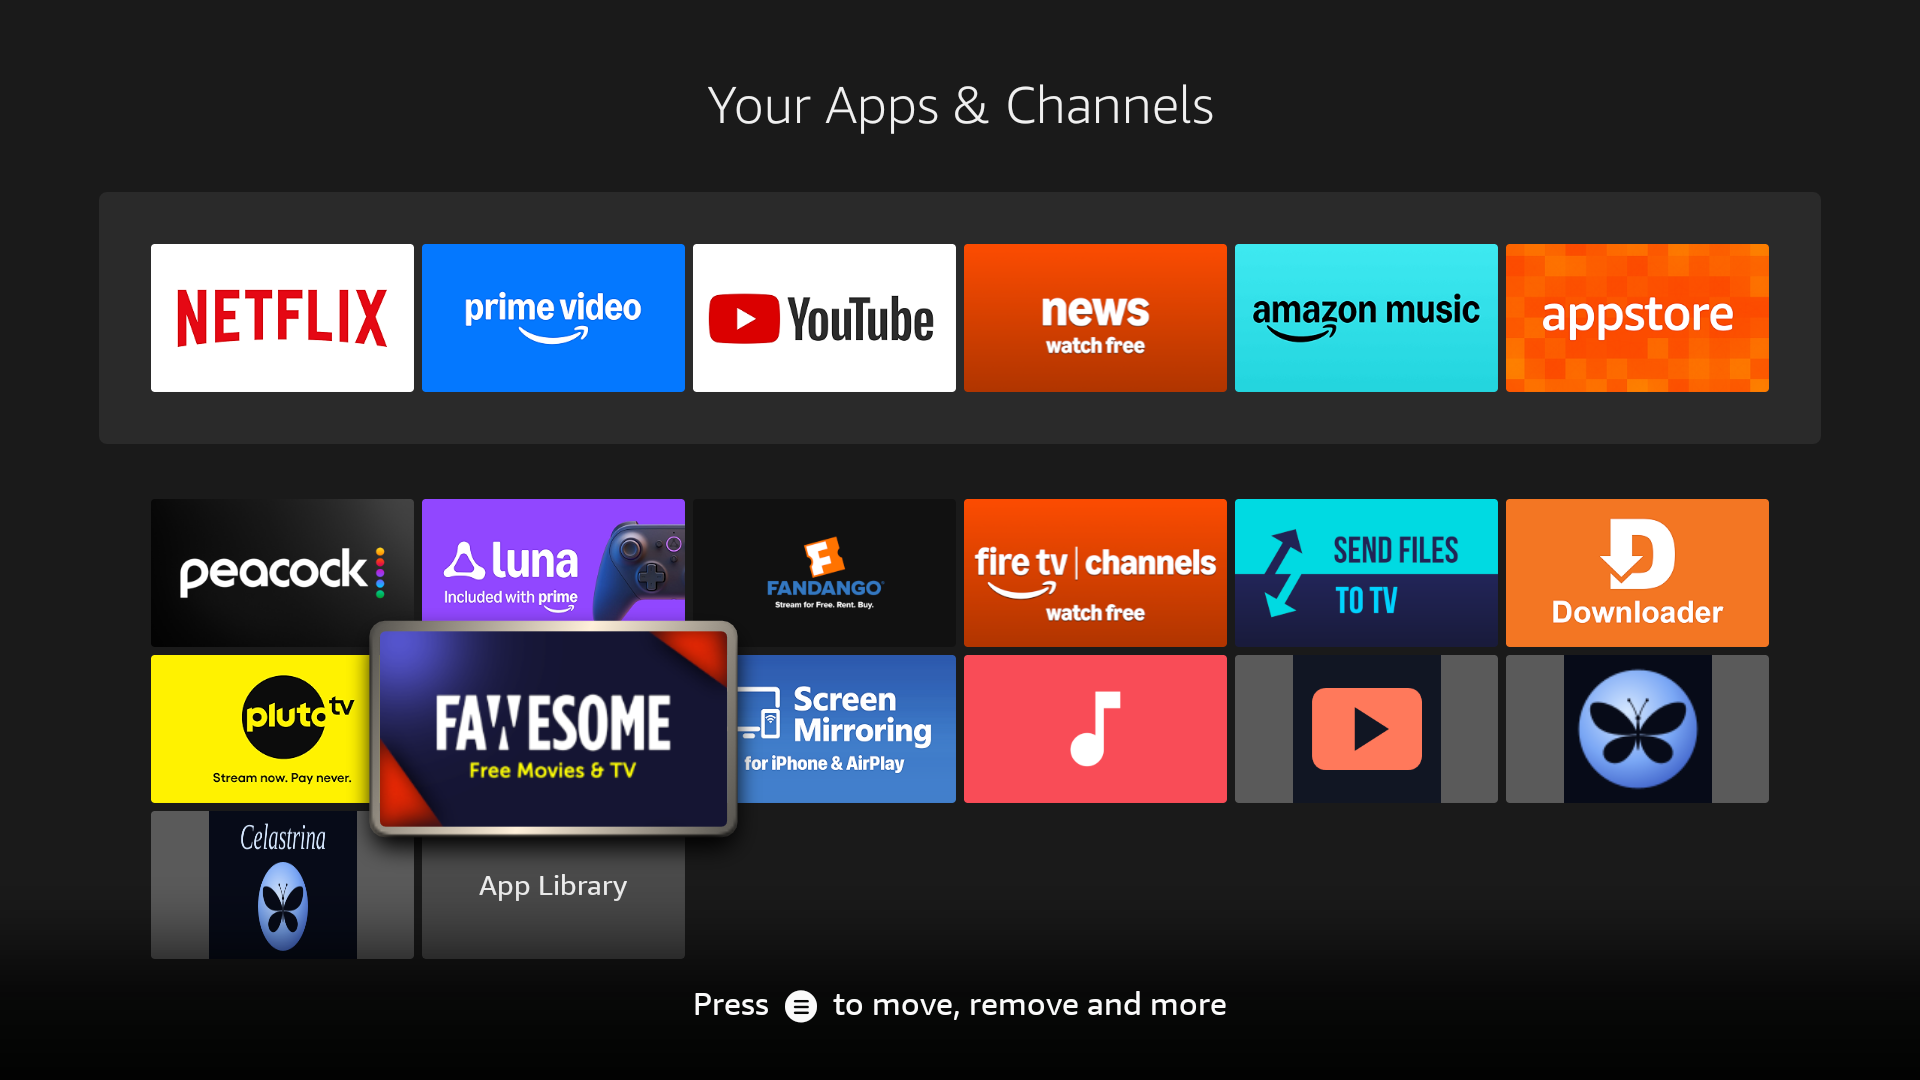 Your Apps & Channels
NETFLIX
prime video
YouTube
news
watch free
amazon music
appstore
peacock
luna
Included with prime
FANDANGO
Stream for Free. Rent. Buy.
fire tv | channels
watch free
SEND FILES
TO TV
Downloader
pluto tv
Stream now. Pay never.
FAWESOME
Free Movies & TV
Screen
Mirroring
for iPhone & AirPlay
Celastrina
App Library
Press to move, remove and more